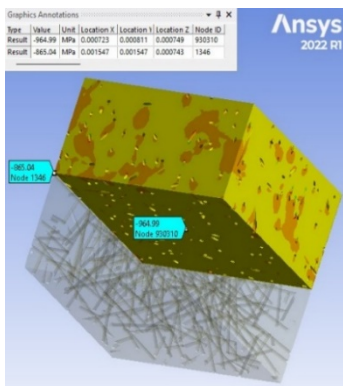 Graphics Annotations
Type Value Unit Location X Location Y Location Z Node ID
Result -964.99 MPa 0.000723 0.000811 0.000749 930310
Result -865.04 MPa 0.001547 0.001547 0.000743 1346
Ansys
2022 R1
-865.04
Node 1346
-964.99
Node 930310